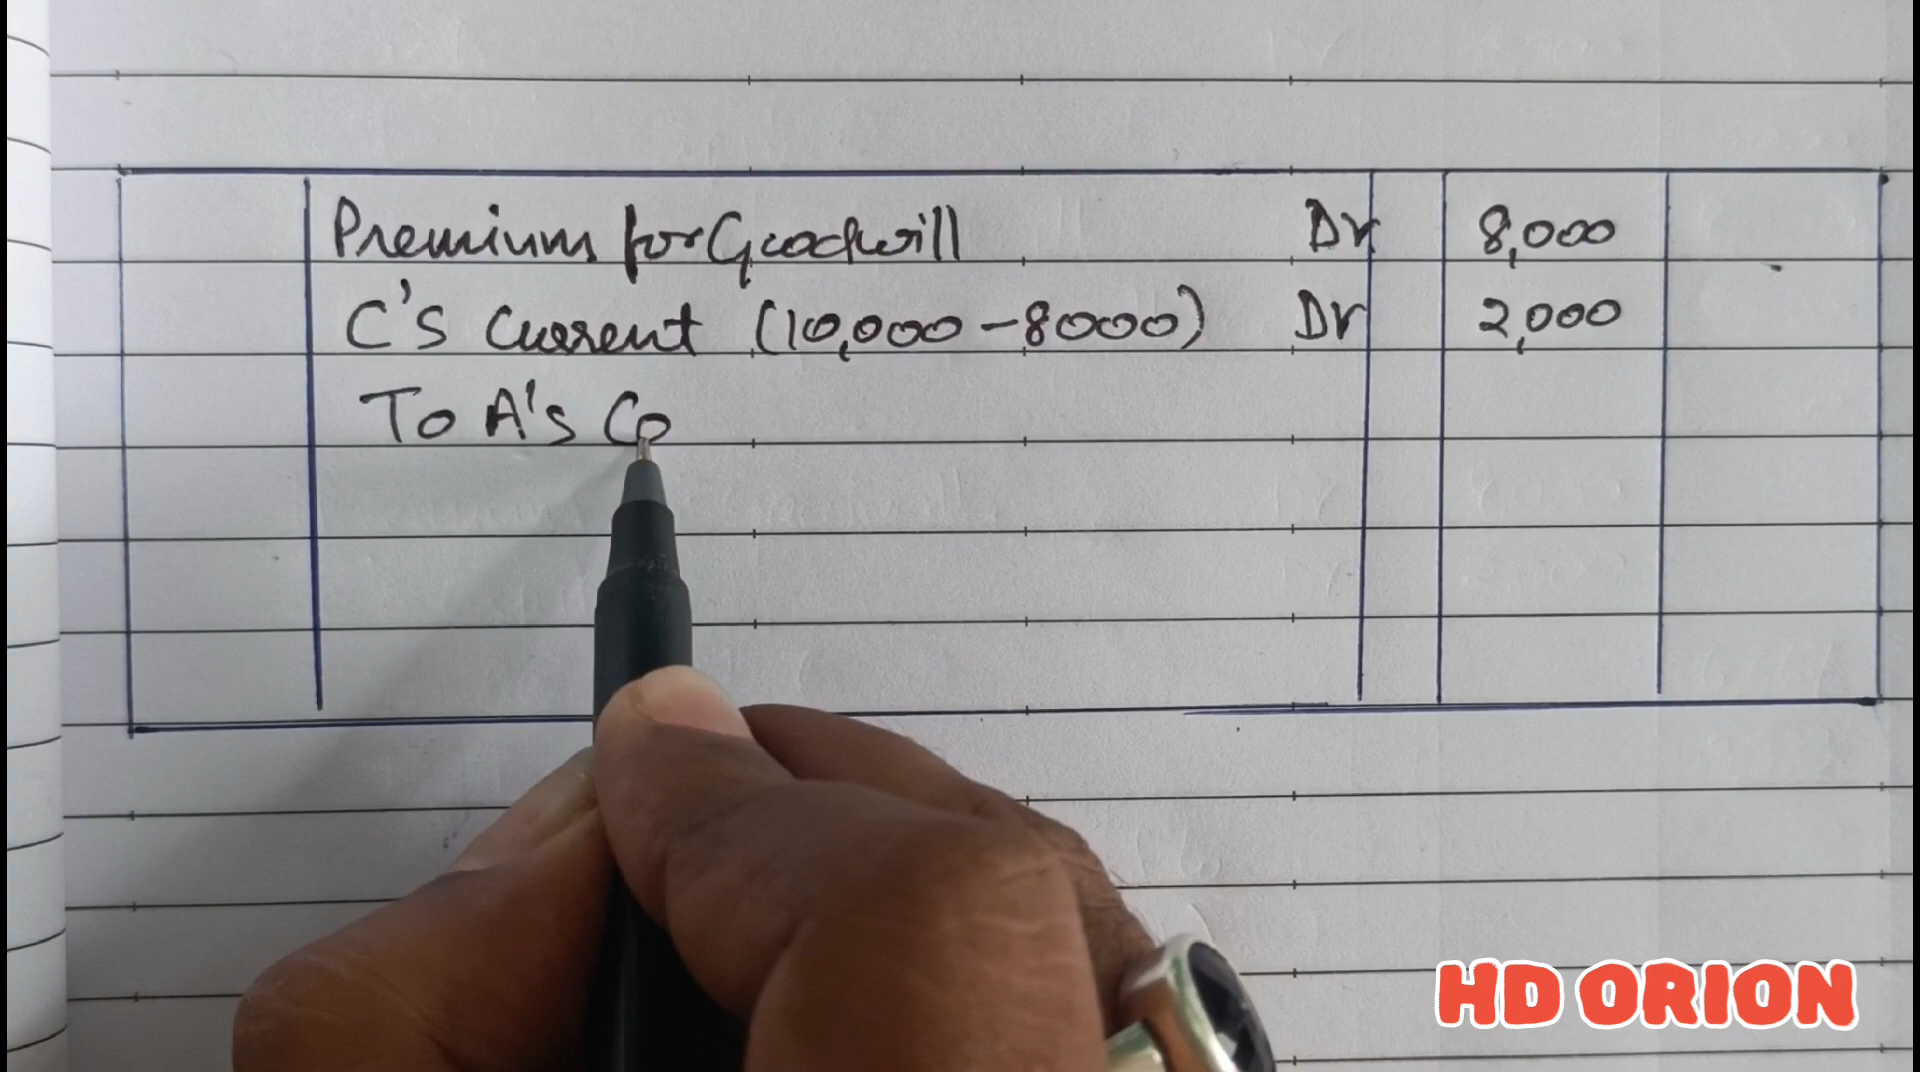 Premium for Goodwill Dr 8,000
C's Current (10,000-8000) Dr 2,000
To A's Co
HD ORION